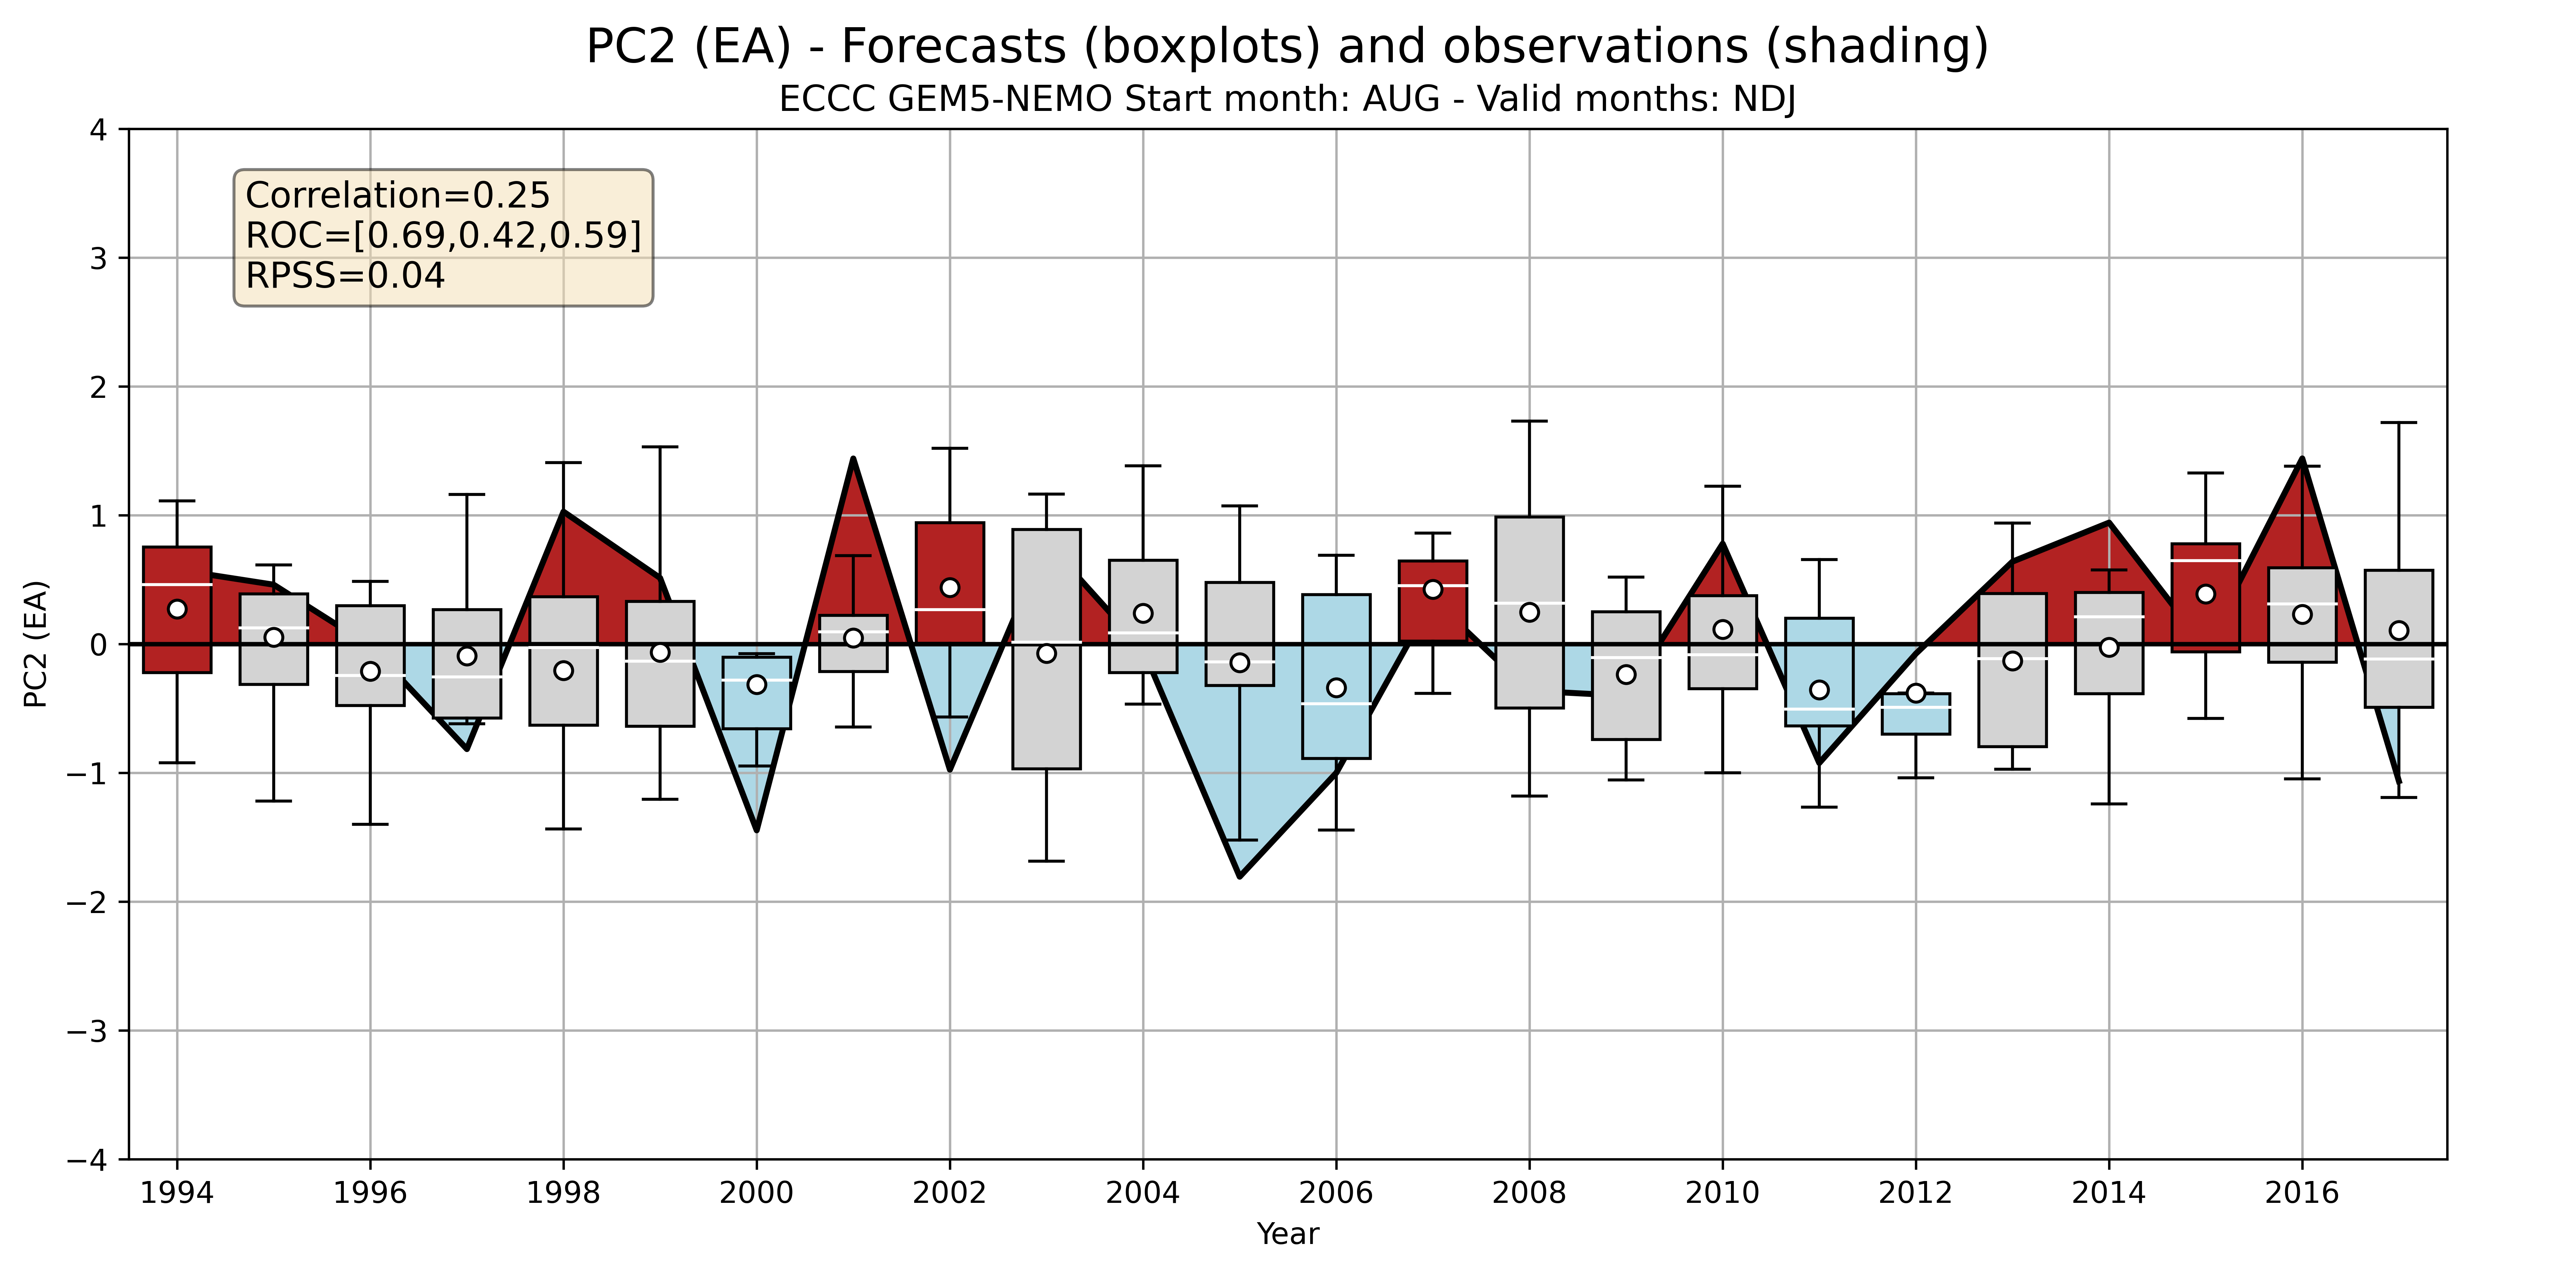 PC2 (EA) - Forecasts (boxplots) and observations (shading)
ECCC GEM5-NEMO Start month: AUG - Valid months: NDJ
Correlation=0.25
ROC=[0.69,0.42,0.59]
RPSS=0.04
PC2 (EA)
4
3
2
1
0
−1
−2
−3
−4
1994 1996 1998 2000 2002 2004 2006 2008 2010 2012 2014 2016
Year